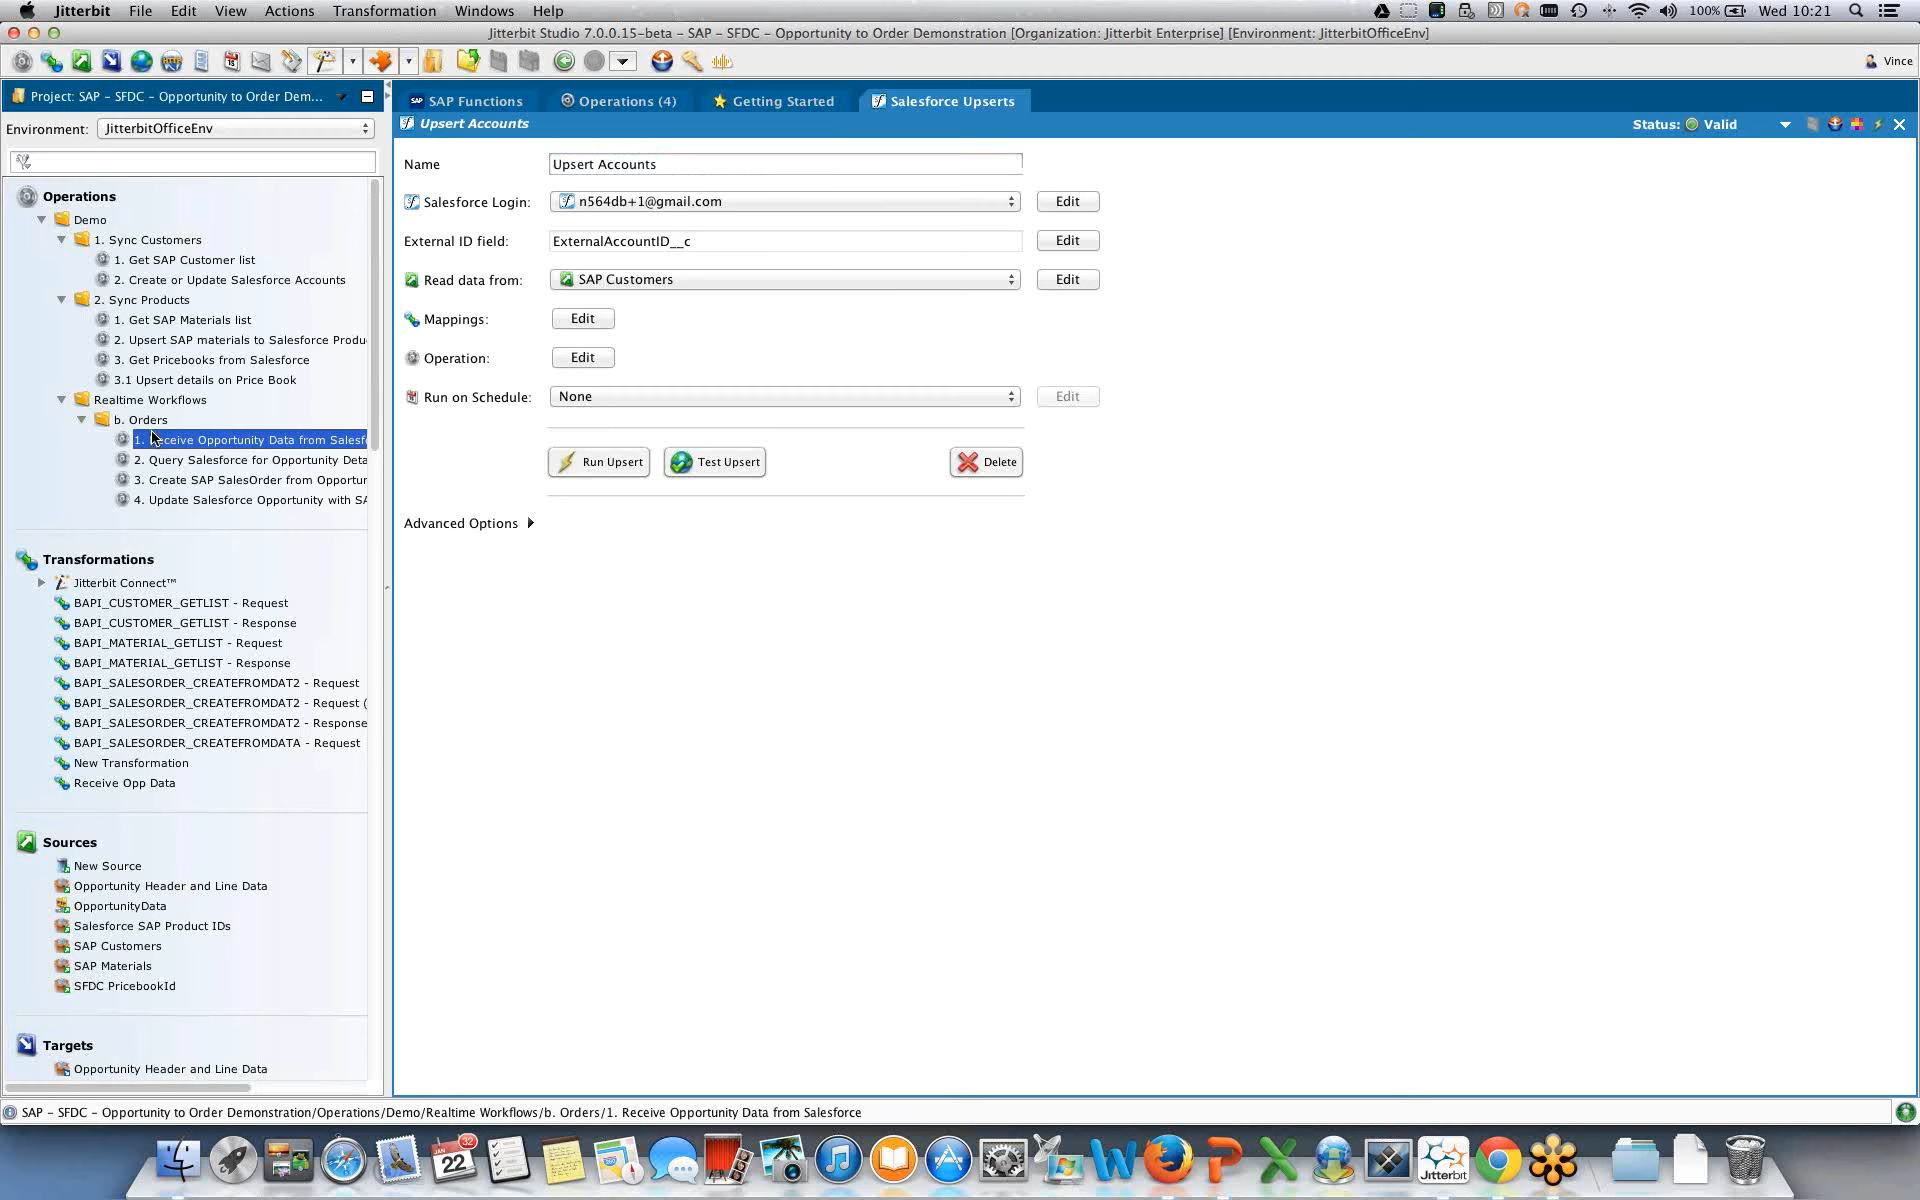 Jitterbit File Edit View Actions Transformation Windows Help 100% Wed 10:21
Jitterbit Studio 7.0.0.15-beta - SAP - SFDC - Opportunity to Order Demonstration [Organization: Jitterbit Enterprise] [Environment: JitterbitOfficeEnv]
Vince
Project: SAP - SFDC - Opportunity to Order Dem...
Environment: JitterbitOfficeEnv
Operations
Demo
1. Sync Customers
1. Get SAP Customer list
2. Create or Update Salesforce Accounts
2. Sync Products
1. Get SAP Materials list
2. Upsert SAP materials to Salesforce Produ
3. Get Pricebooks from Salesforce
3.1 Upsert details on Price Book
Realtime Workflows
b. Orders
1. eceive Opportunity Data from Salesf
2. Query Salesforce for Opportunity Deta
3. Create SAP SalesOrder from Opportur
4. Update Salesforce Opportunity with SA
Transformations
Jitterbit Connect™
BAPI_CUSTOMER_GETLIST - Request
BAPI_CUSTOMER_GETLIST - Response
BAPI_MATERIAL_GETLIST - Request
BAPI_MATERIAL_GETLIST - Response
BAPI_SALESORDER_CREATEFROMDAT2 - Request
BAPI_SALESORDER_CREATEFROMDAT2 - Request (
BAPI_SALESORDER_CREATEFROMDAT2 - Response
BAPI_SALESORDER_CREATEFROMDATA - Request
New Transformation
Receive Opp Data
Sources
New Source
Opportunity Header and Line Data
OpportunityData
Salesforce SAP Product IDs
SAP Customers
SAP Materials
SFDC PricebookId
Targets
Opportunity Header and Line Data
SAP SAP Functions Operations (4) Getting Started Salesforce Upserts
Upsert Accounts Status: Valid
Name Upsert Accounts
Salesforce Login: n564db+1@gmail.com Edit
External ID field: ExternalAccountID__c Edit
Read data from: SAP Customers Edit
Mappings: Edit
Operation: Edit
Run on Schedule: None Edit
Run Upsert Test Upsert Delete
Advanced Options
SAP - SFDC - Opportunity to Order Demonstration/Operations/Demo/Realtime Workflows/b. Orders/1. Receive Opportunity Data from Salesforce
32
JAN
22
Jitterbit